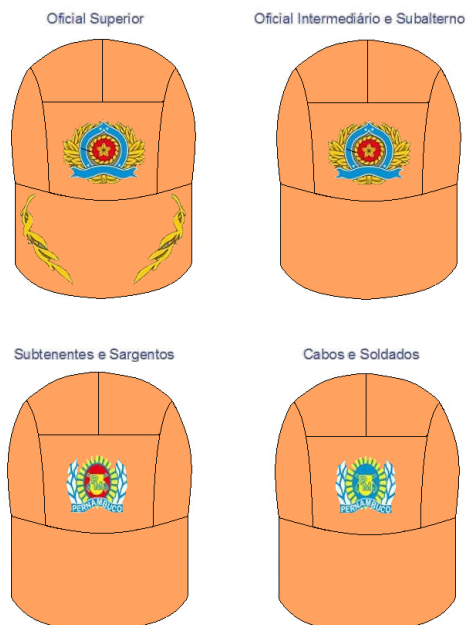 Oficial Superior
Oficial Intermediário e Subalterno
Subtenentes e Sargentos
Cabos e Soldados
PERNAMBUCO
PERNAMBUCO